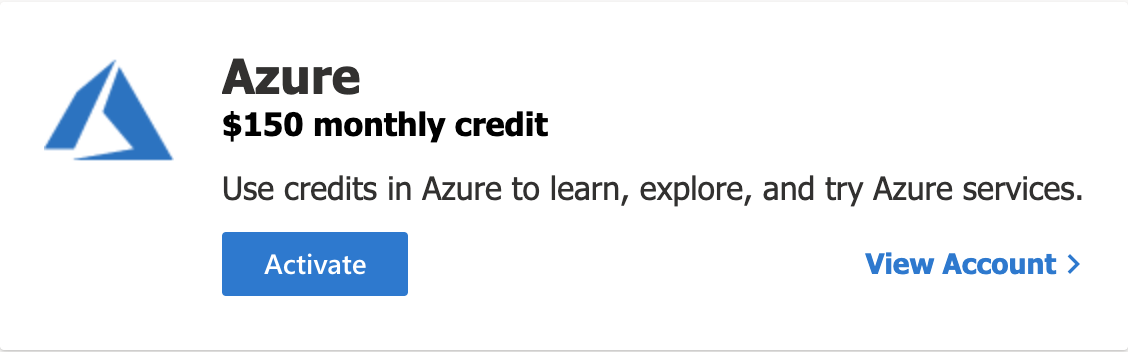 Azure
$150 monthly credit
Use credits in Azure to learn, explore, and try Azure services.
Activate
View Account >